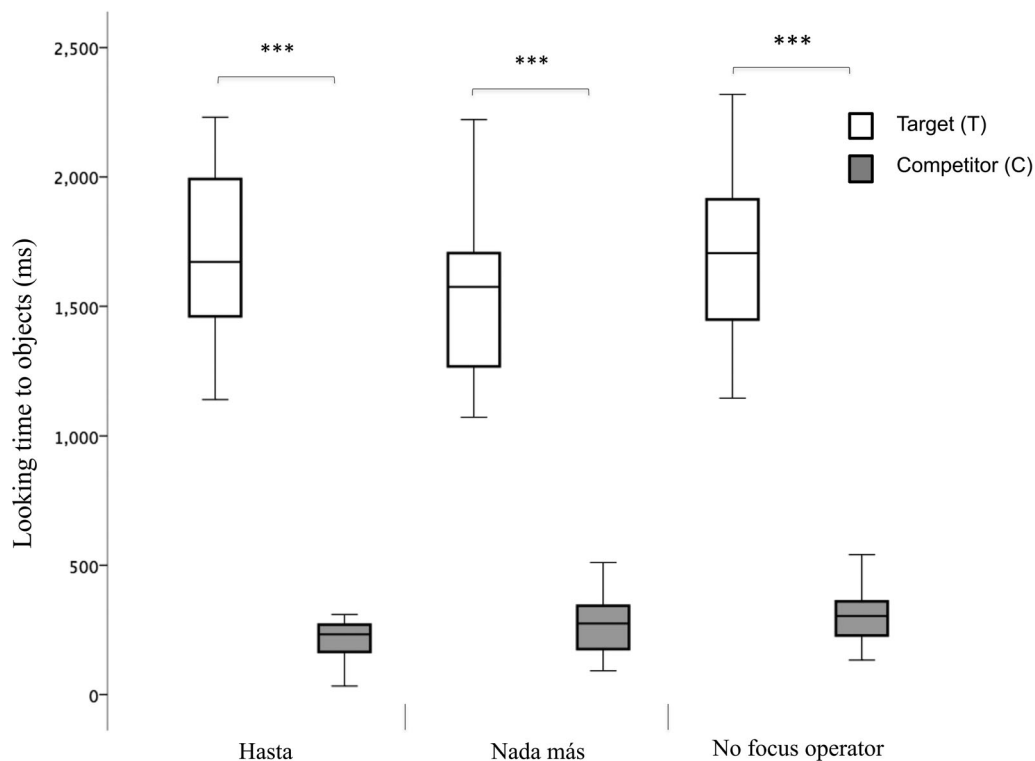 2,500
2,000
1,500
1,000
500
0
Looking time to objects (ms)
***
***
***
Target (T)
Competitor (C)
Hasta
Nada más
No focus operator